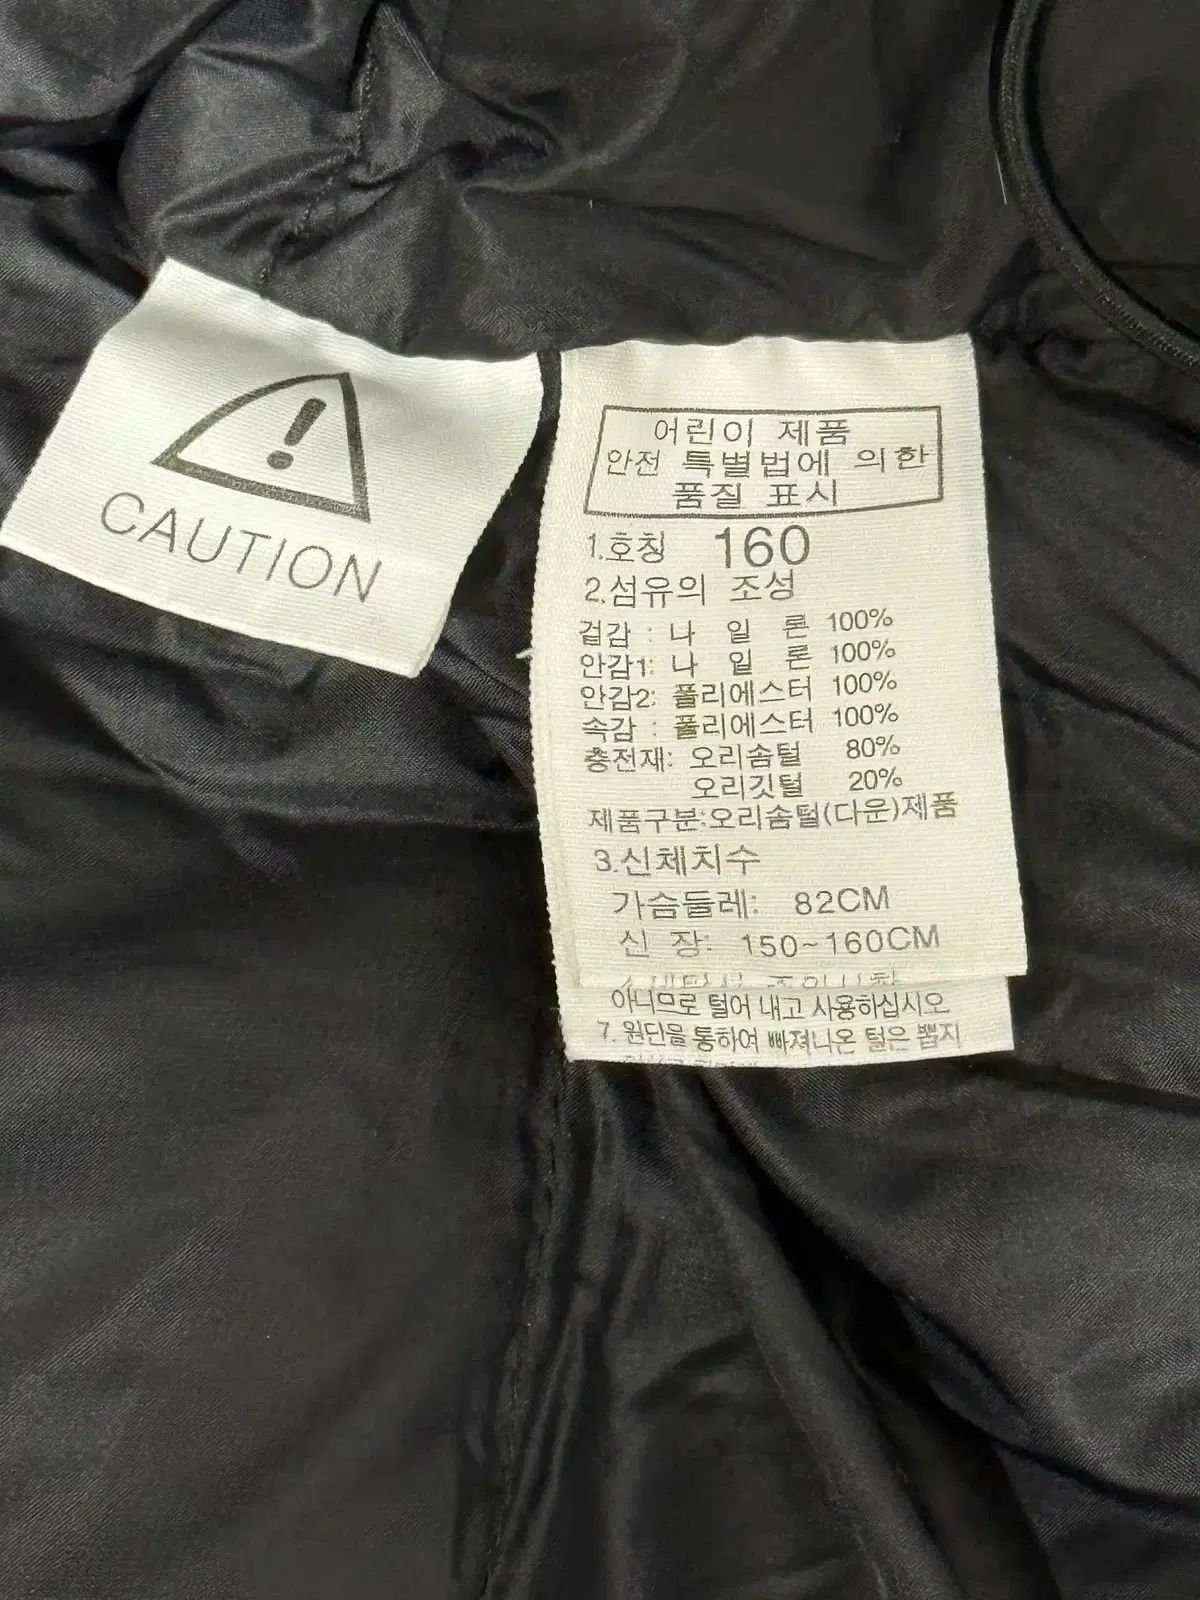 !
CAUTION
어린이 제품
안전 특별법에 의한
품질 표시
1.호칭 160
2.섬유의 조성
겉감 : 나 일 론 100%
안감1: 나 일 론 100%
안감2: 폴리에스터 100%
속감 : 폴리에스터 100%
충전재: 오리솜털 80%
오리깃털 20%
제품구분:오리솜털(다운)제품
3.신체치수
가슴둘레: 82CM
신 장: 150~160CM
아니므로 털어 내고 사용하십시오
7. 원단을 통하여 빠져나온 털은 뽑지